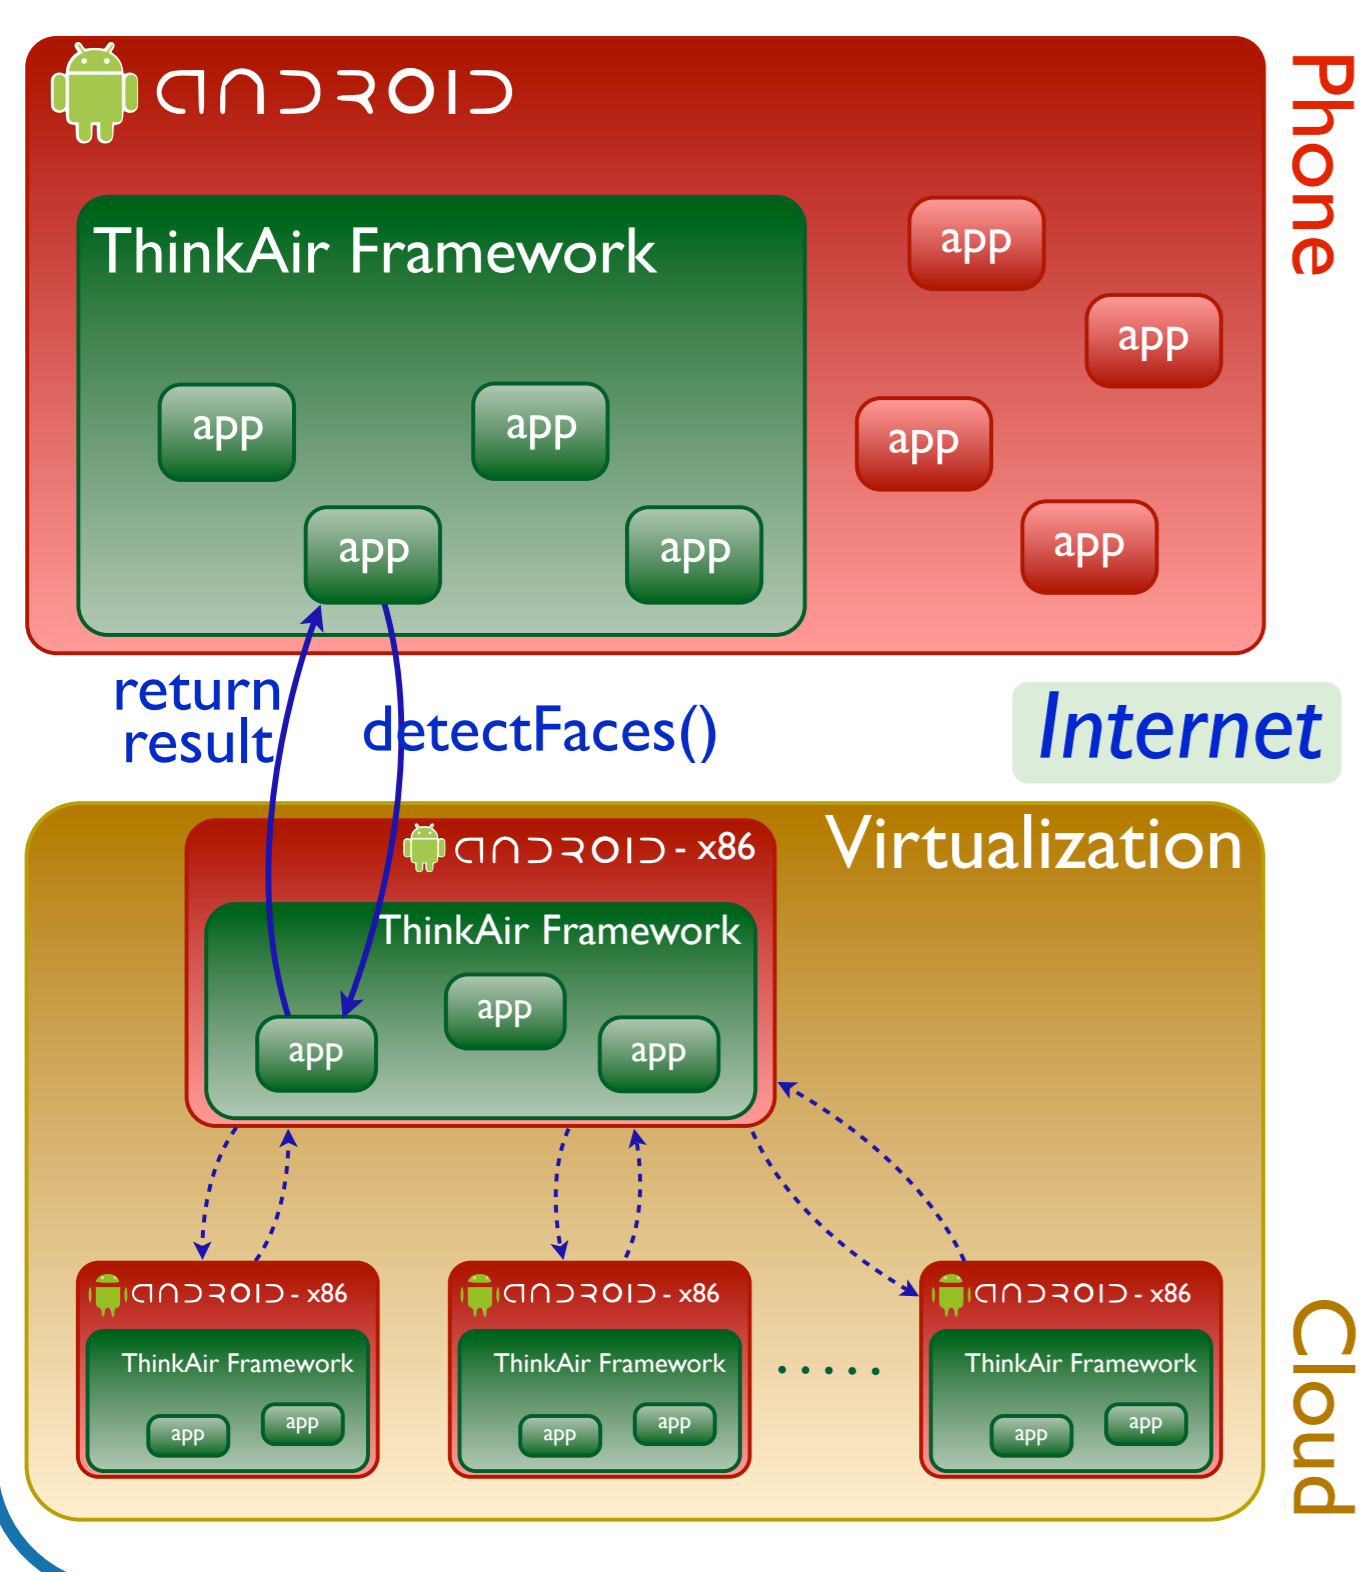 ANDROID
Phone
ThinkAir Framework
app
app
app
app
app
app
app
app
return
result
detectFaces()
Internet
Virtualization
ANDROID - x86
ThinkAir Framework
app
app
app
ANDROID - x86
ThinkAir Framework
app
app
ANDROID - x86
ThinkAir Framework
app
app
.....
ANDROID - x86
ThinkAir Framework
app
app
Cloud